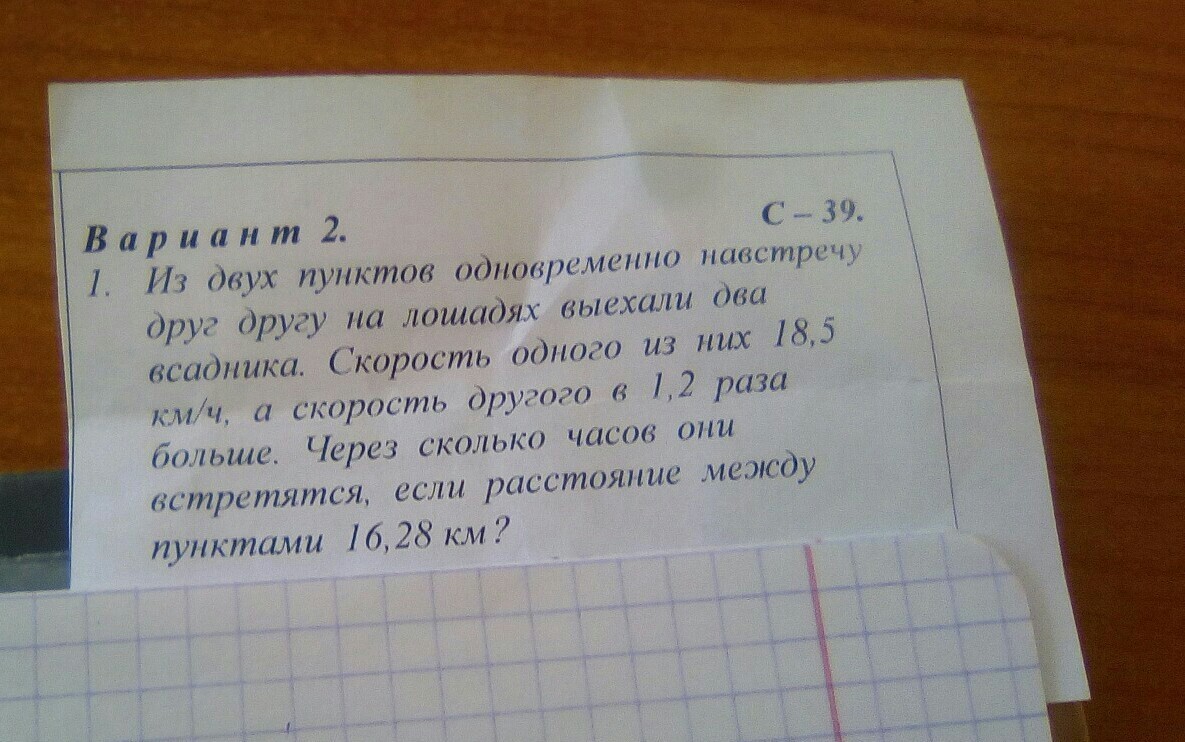 Вариант 2.
С – 39.
1. Из двух пунктов одновременно навстречу
друг другу на лошадях выехали два
всадника. Скорость одного из них 18,5
км/ч, а скорость другого в 1,2 раза
больше. Через сколько часов они
встретятся, если расстояние между
пунктами 16,28 км?